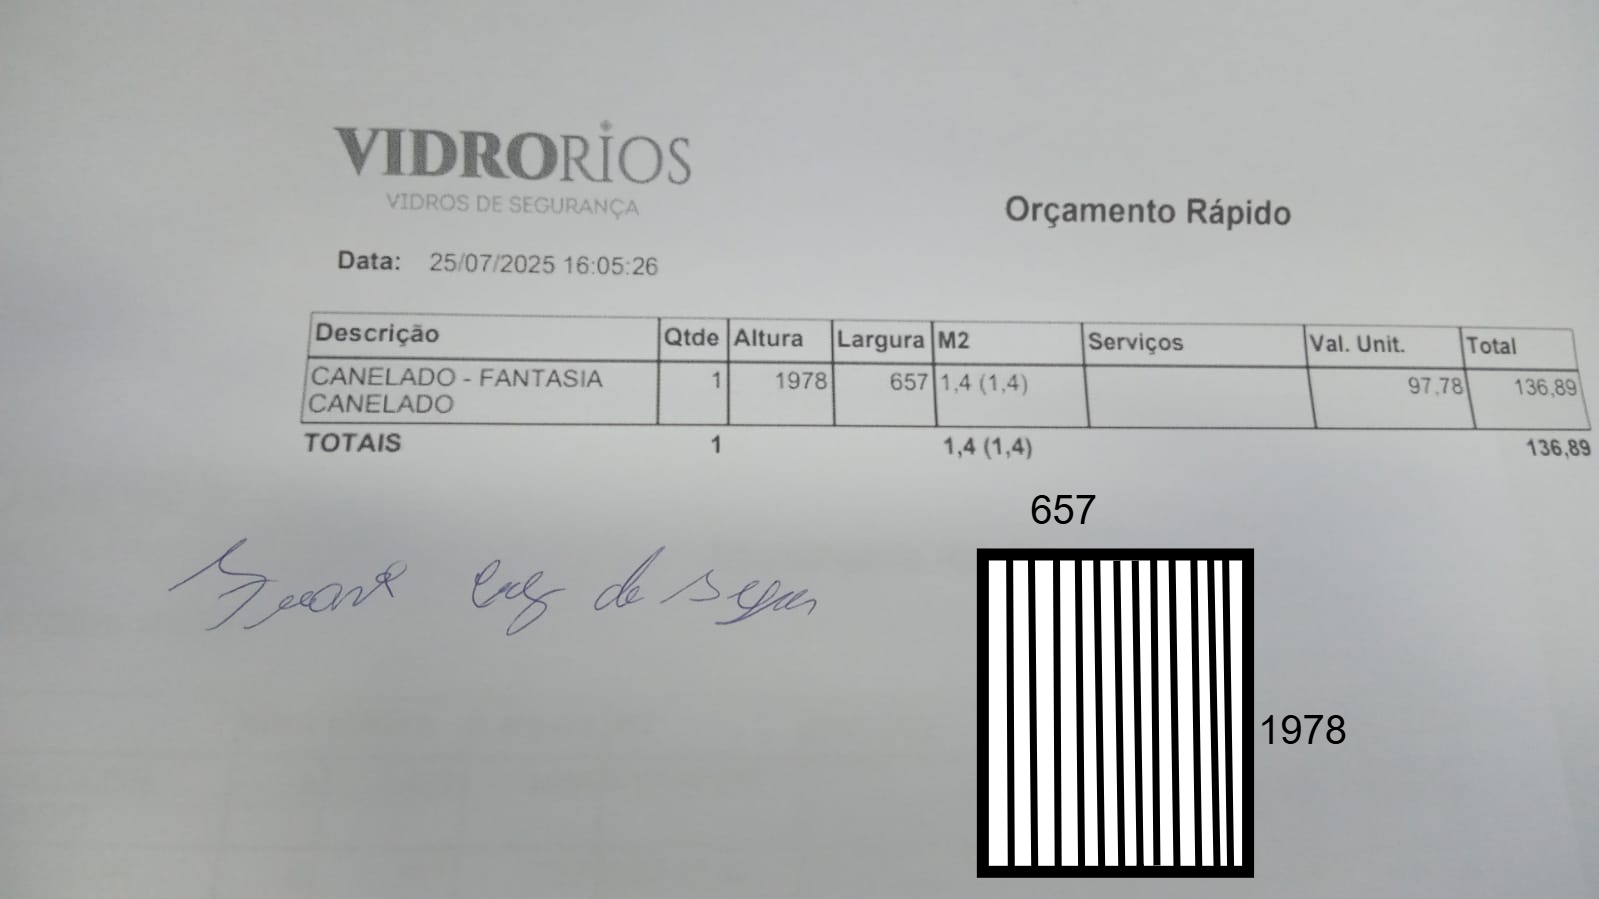 VIDRORIOS
VIDROS DE SEGURANÇA
Orçamento Rápido
Data: 25/07/2025 16:05:26
Descrição Qtde Altura Largura M2 Serviços Val. Unit. Total
CANELADO - FANTASIA CANELADO 1 1978 657 1,4 (1,4) 97,78 136,89
TOTAIS 1 1,4 (1,4) 136,89
657
de
1978